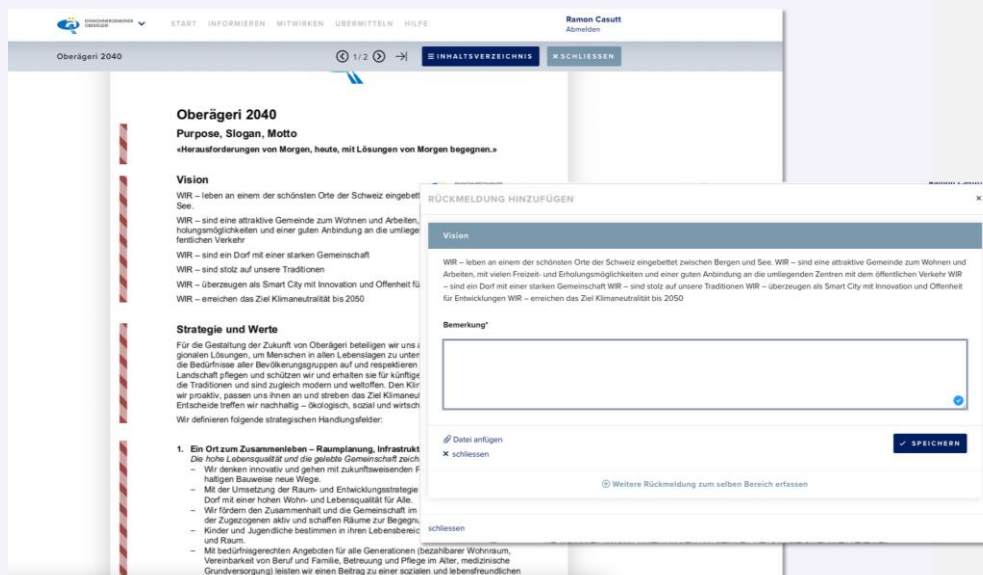 EINWOHNERGEMEINDE
OBERÄGERI
START INFORMIEREN MITWIRKEN ÜBERMITTELN HILFE
Ramon Casutt
Abmelden
Oberägeri 2040
1/2
INHALTSVERZEICHNIS
× SCHLIESSEN
Oberägeri 2040
Purpose, Slogan, Motto
«Herausforderungen von Morgen, heute, mit Lösungen von Morgen begegnen.»
Vision
WIR – leben an einem der schönsten Orte der Schweiz eingebett
See.
WIR – sind eine attraktive Gemeinde zum Wohnen und Arbeiten,
holungsmöglichkeiten und einer guten Anbindung an die umliege
fentlichen Verkehr
WIR – sind ein Dorf mit einer starken Gemeinschaft
WIR – sind stolz auf unsere Traditionen
WIR – überzeugen als Smart City mit Innovation und Offenheit fü
WIR – erreichen das Ziel Klimaneutralität bis 2050
Strategie und Werte
Für die Gestaltung der Zukunft von Oberägeri beteiligen wir uns a
gionalen Lösungen, um Menschen in allen Lebenslagen zu unter
die Bedürfnisse aller Bevölkerungsgruppen auf und respektieren
Landschaft pflegen und schützen wir und erhalten sie für künftige
die Traditionen und sind zugleich modern und weltoffen. Den Klir
wir proaktiv, passen uns ihnen an und streben das Ziel Klimaneul
Entscheide treffen wir nachhaltig – ökologisch, sozial und wirtsch
Wir definieren folgende strategischen Handlungsfelder:
1. Ein Ort zum Zusammenleben – Raumplanung, Infrastrukt
Die hohe Lebensqualität und die gelebte Gemeinschaft zeich
– Wir denken innovativ und gehen mit zukunftsweisenden F
haltigen Bauweise neue Wege.
– Mit der Umsetzung der Raum- und Entwicklungsstrategie
Dorf mit einer hohen Wohn- und Lebensqualität für Alle.
– Wir fördern den Zusammenhalt und die Gemeinschaft im
der Zugezogenen aktiv und schaffen Räume zur Begegnu
– Kinder und Jugendliche bestimmen in ihren Lebensbereic
und Raum.
– Mit bedürfnisgerechten Angeboten für alle Generationen (bezahlbarer Wohnraum,
Vereinbarkeit von Beruf und Familie, Betreuung und Pflege im Alter, medizinische
Grundversorgung) leisten wir einen Beitrag zu einer sozialen und lebensfreundlichen
Ramon Casutt
RÜCKMELDUNG HINZUFÜGEN
×
Vision
WIR – leben an einem der schönsten Orte der Schweiz eingebettet zwischen Bergen und See. WIR – sind eine attraktive Gemeinde zum Wohnen und
Arbeiten, mit vielen Freizeit- und Erholungsmöglichkeiten und einer guten Anbindung an die umliegenden Zentren mit dem öffentlichen Verkehr WIR
– sind ein Dorf mit einer starken Gemeinschaft WIR – sind stolz auf unsere Traditionen WIR – überzeugen als Smart City mit Innovation und Offenheit
für Entwicklungen WIR – erreichen das Ziel Klimaneutralität bis 2050
Bemerkung*
Datei anfügen
× schliessen
SPEICHERN
Weitere Rückmeldung zum selben Bereich erfassen
schliessen